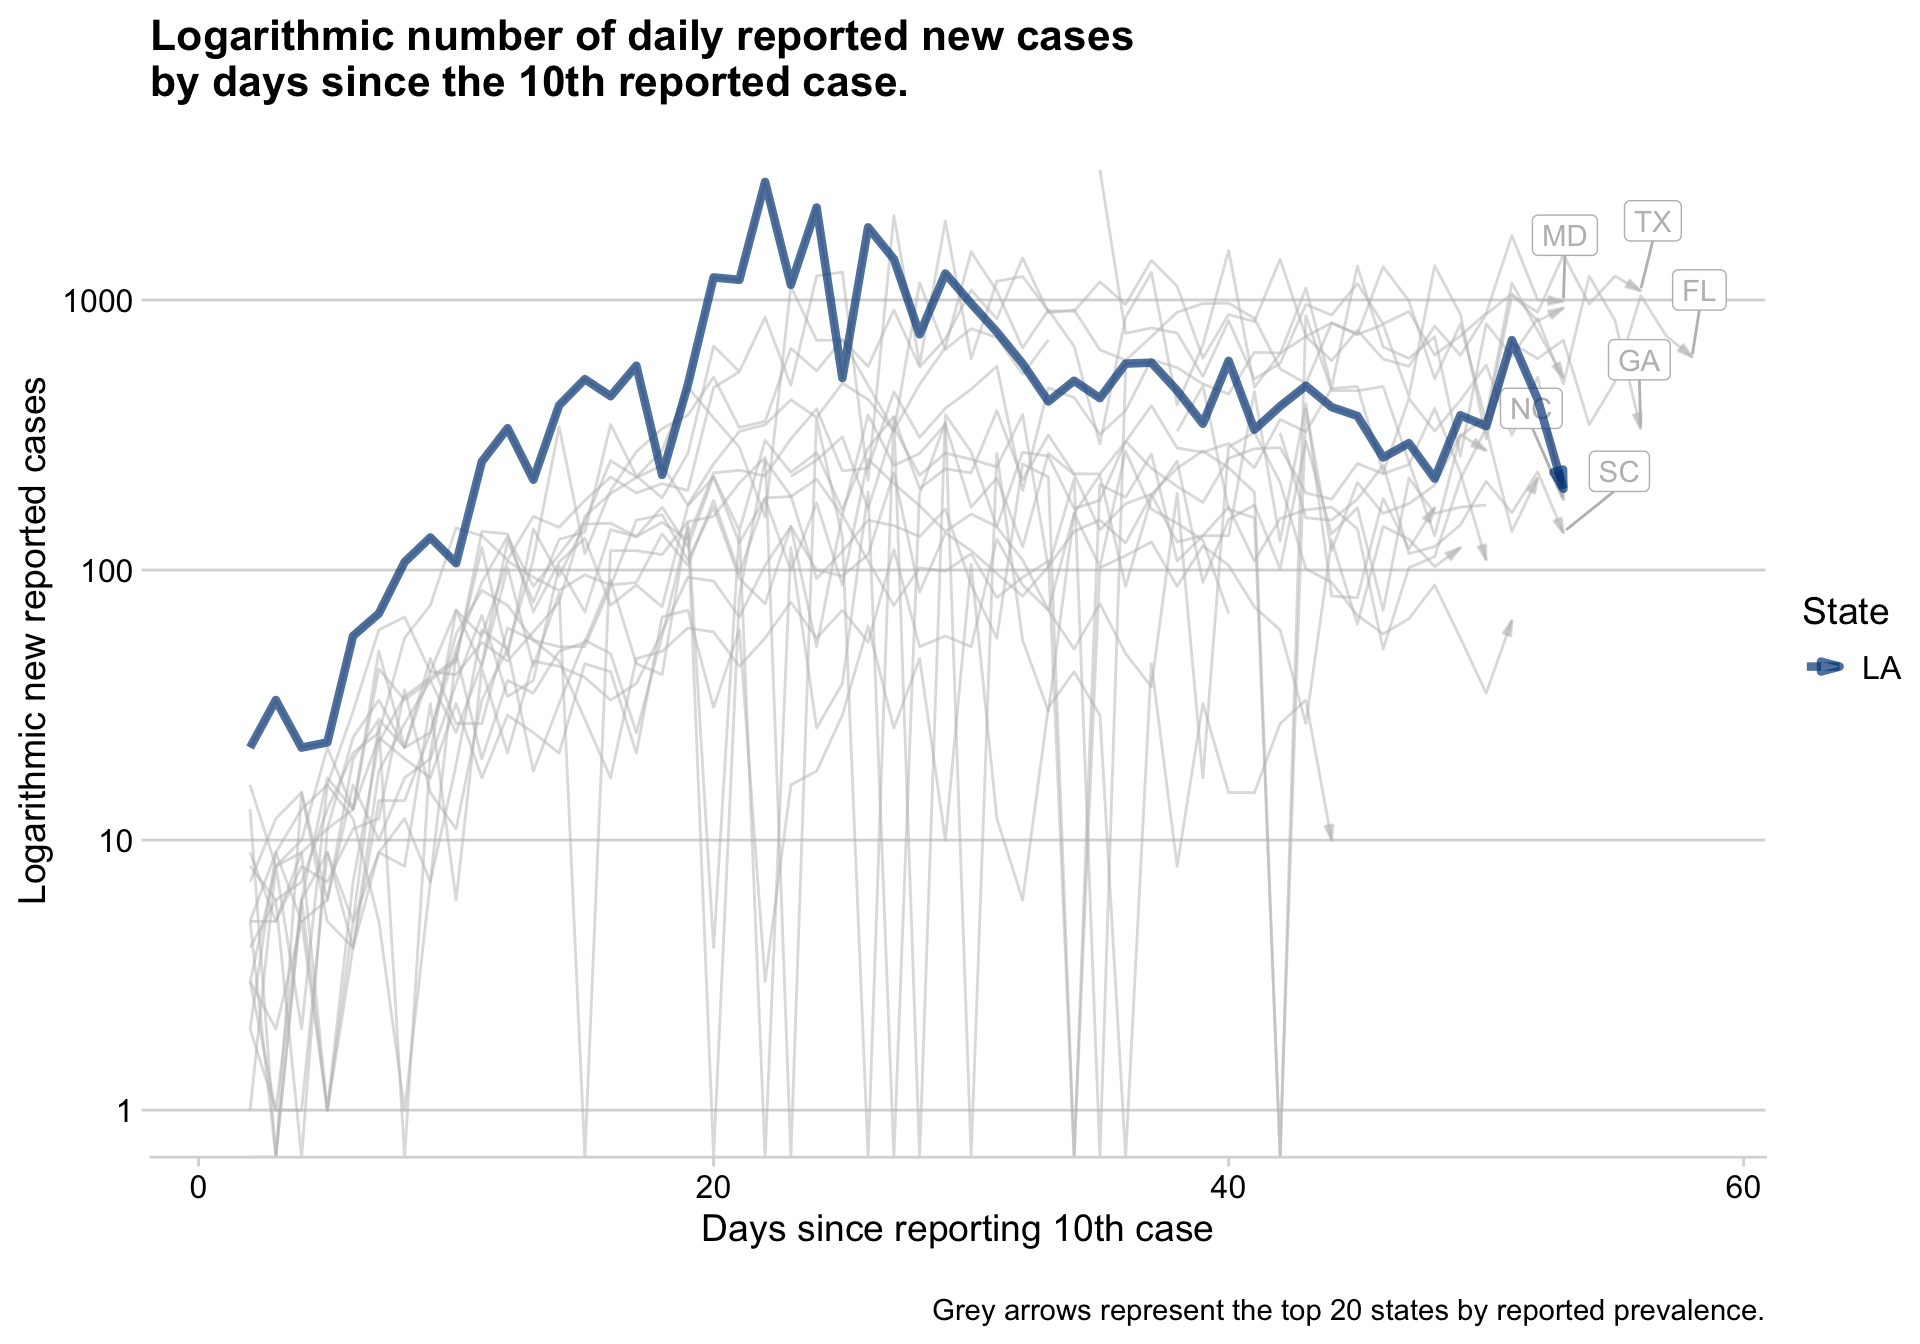 Logarithmic number of daily reported new cases
by days since the 10th reported case.
Logarithmic new reported cases
1000
100
10
1
MD
TX
FL
GA
NC
SC
State
LA
0
20
40
60
Days since reporting 10th case
Grey arrows represent the top 20 states by reported prevalence.